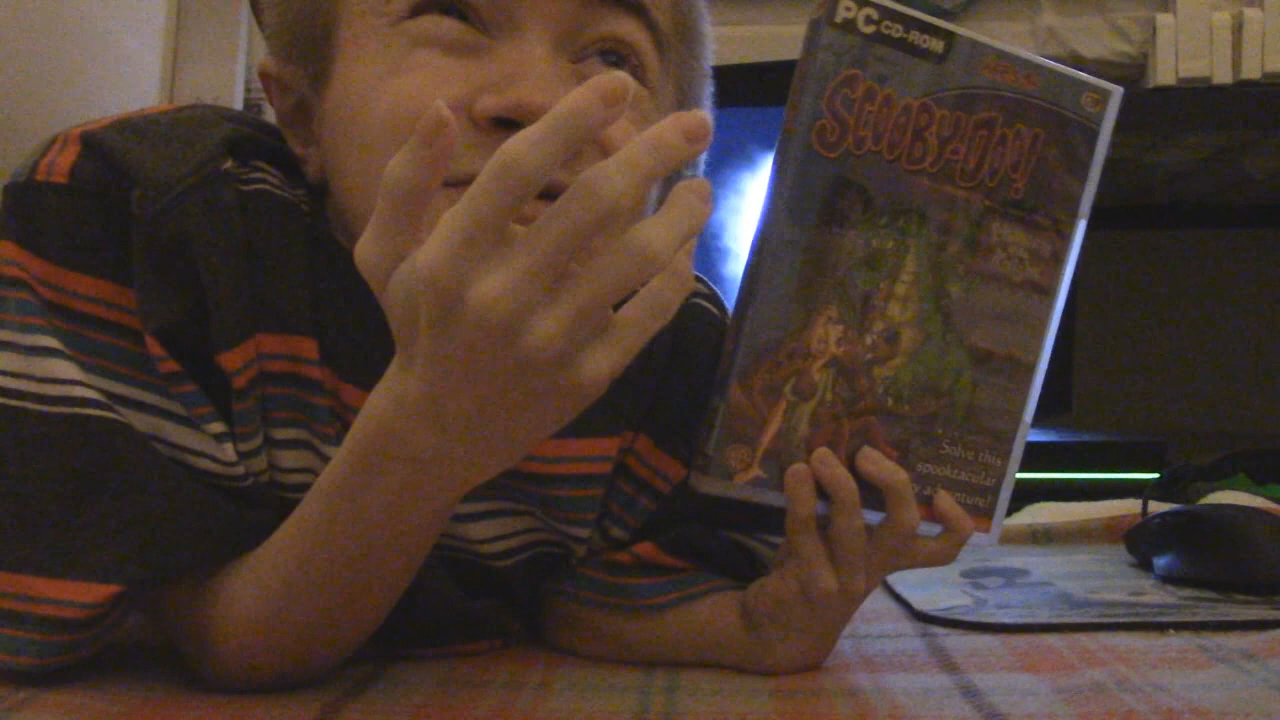 PC CD-ROM
SCOOBY-DOO!
Solve this
spooktacular
adventure!